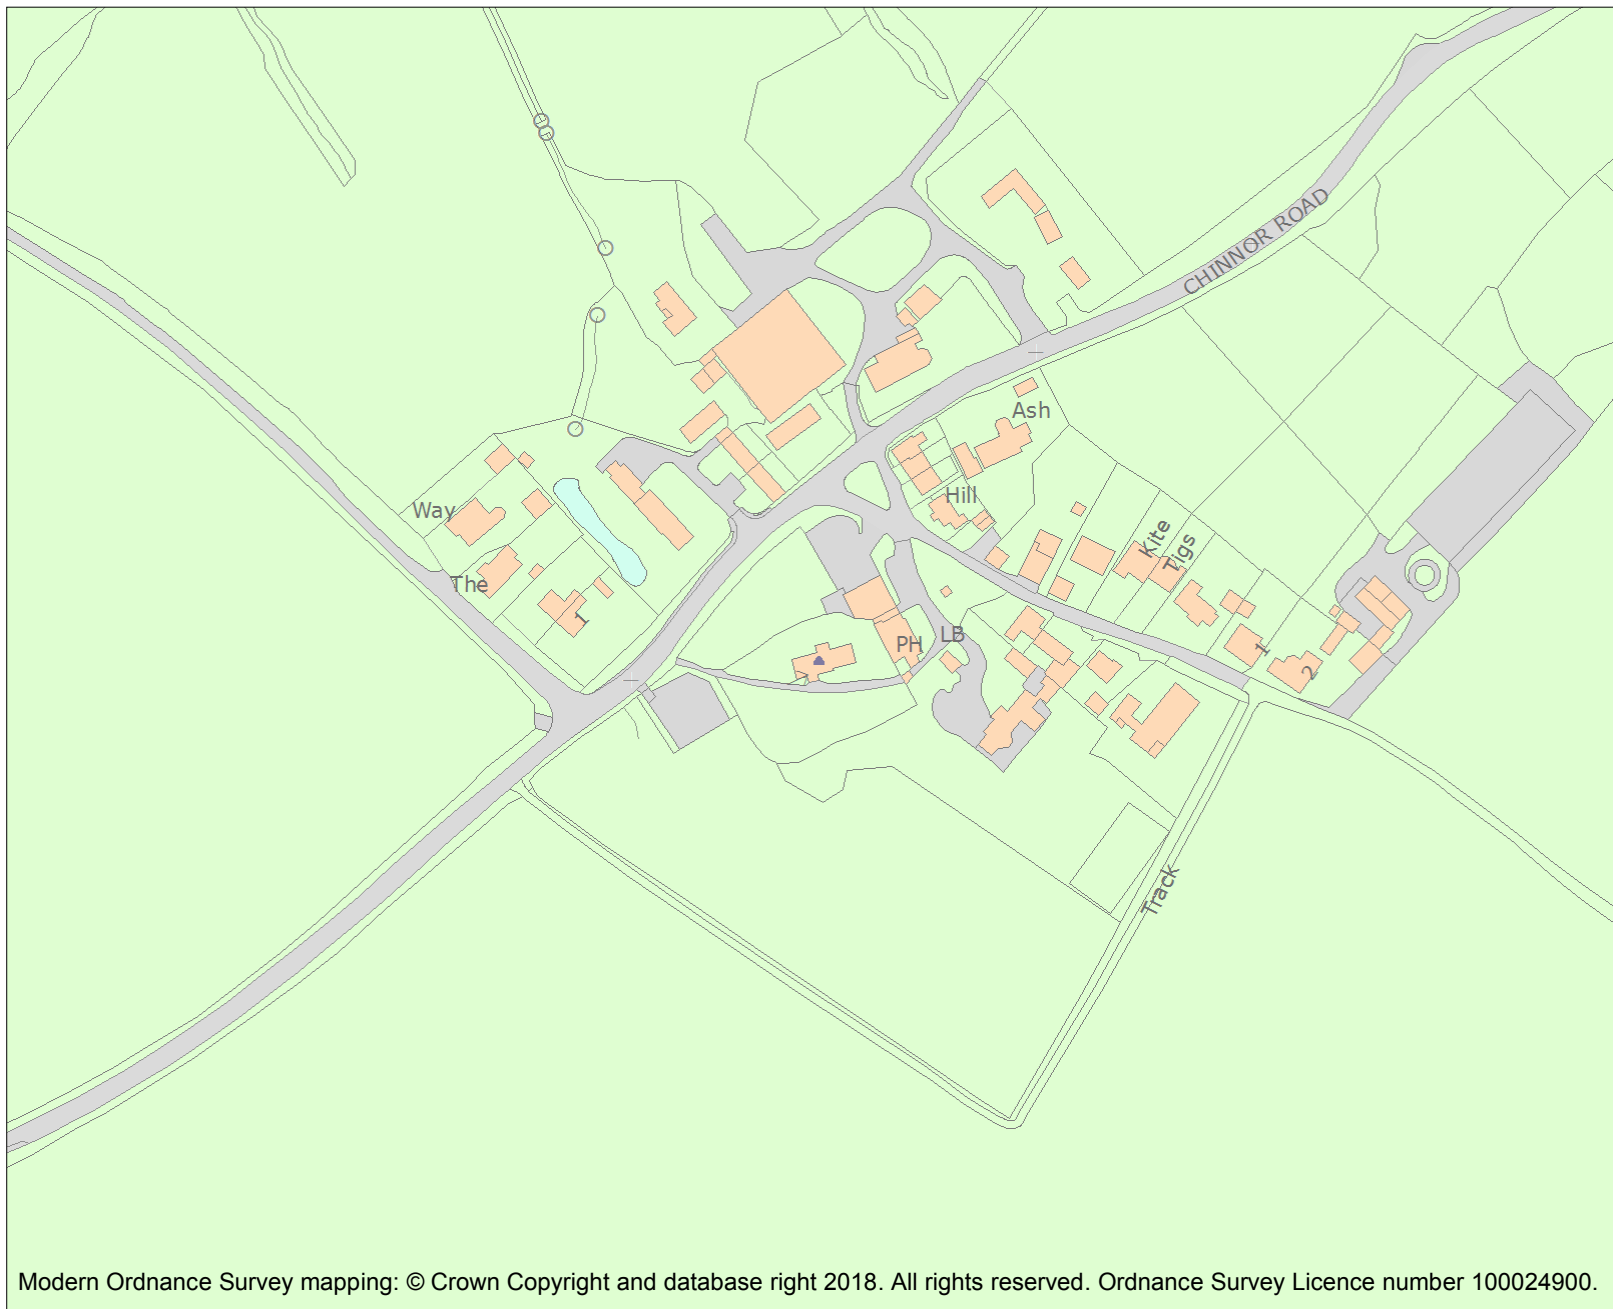 CHINNOR ROAD
Ash
Hill
Way
The
1
Kite
Tigs
PH
LB
1
2
Track
Modern Ordnance Survey mapping: © Crown Copyright and database right 2018. All rights reserved. Ordnance Survey Licence number 100024900.